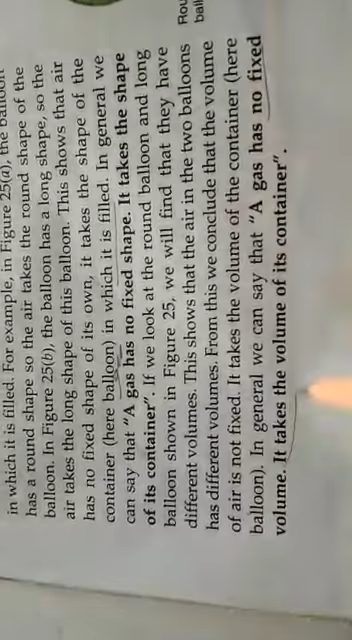 in which it is filled. For example, in Figure 25(a), the balloon
has a round shape so the air takes the round shape of the
balloon. In Figure 25(b), the balloon has a long shape, so the
air takes the long shape of this balloon. This shows that air
has no fixed shape of its own, it takes the shape of the
container (here balloon) in which it is filled. In general we
can say that "A gas has no fixed shape. It takes the shape
of its container". If we look at the round balloon and long
balloon shown in Figure 25, we will find that they have
different volumes. This shows that the air in the two balloons
has different volumes. From this we conclude that the volume
of air is not fixed. It takes the volume of the container (here
balloon). In general we can say that "A gas has no fixed
volume. It takes the volume of its container".